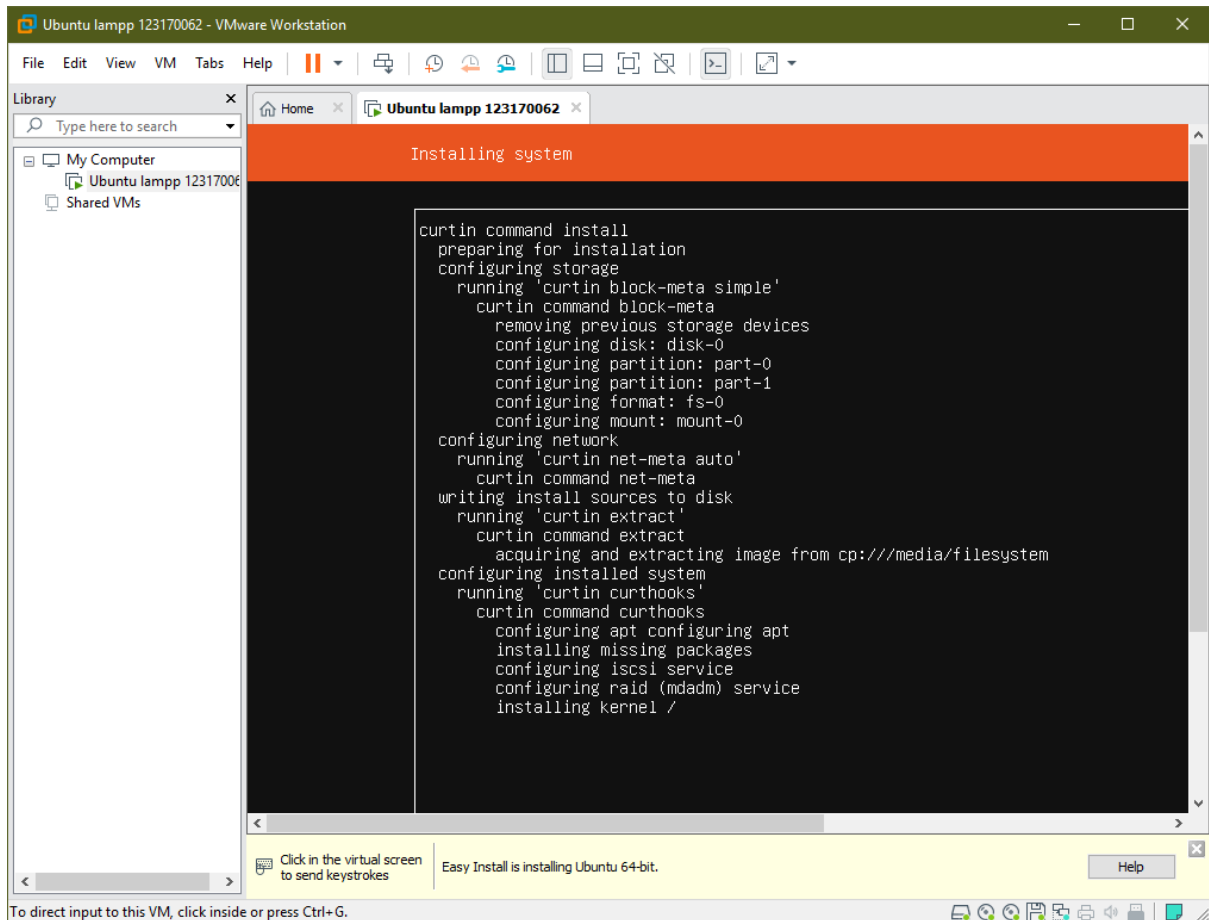 Ubuntu lampp 123170062 - VMware Workstation
File Edit View VM Tabs Help
Library
Type here to search
My Computer
Ubuntu lampp 12317006
Shared VMs
Home
Ubuntu lampp 123170062
Installing system
curtin command install
preparing for installation
configuring storage
running 'curtin block-meta simple'
curtin command block-meta
removing previous storage devices
configuring disk: disk-0
configuring partition: part-0
configuring partition: part-1
configuring format: fs-0
configuring mount: mount-0
configuring network
running 'curtin net-meta auto'
curtin command net-meta
writing install sources to disk
running 'curtin extract'
curtin command extract
acquiring and extracting image from cp:///media/filesystem
configuring installed system
running 'curtin curthooks'
curtin command curthooks
configuring apt configuring apt
installing missing packages
configuring iscsi service
configuring raid (mdadm) service
installing kernel /
Click in the virtual screen
to send keystrokes
Easy Install is installing Ubuntu 64-bit.
Help
To direct input to this VM, click inside or press Ctrl+G.